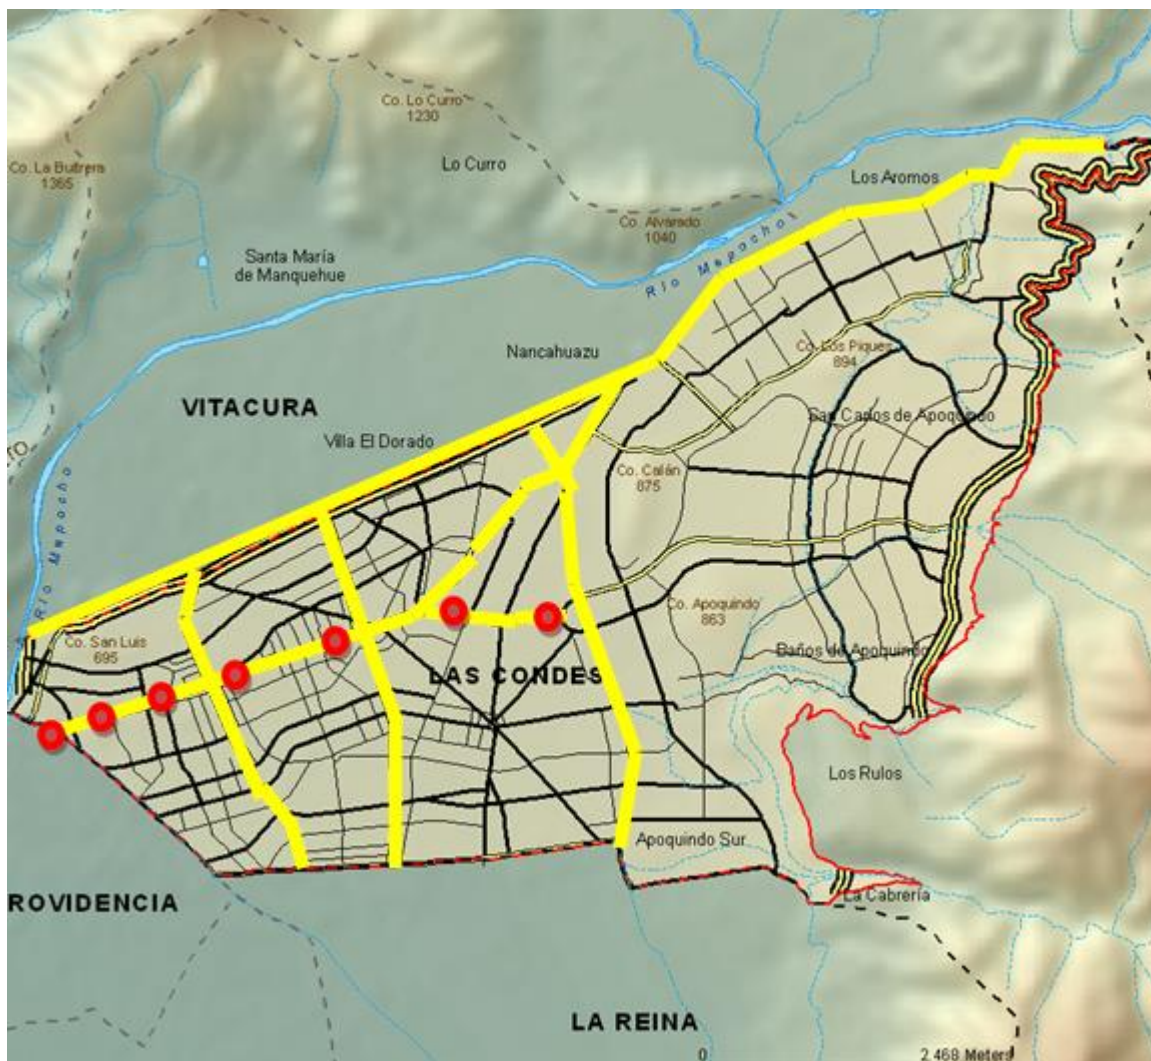 Co. Lo Curro
1230
Co. La Buitrera
1365
Lo Curro
Los Aromos
Co. Alvarado
1040
Santa María
de Manquehue
Río Mapocho
Nancahuazu
Co. Los Piques
894
VITACURA
San Carlos de Apoquindo
Villa El Dorado
Co. Calán
875
Río Mapocho
Co. Apoquindo
863
Co. San Luis
695
Baños de Apoquindo
LAS CONDES
Los Rulos
Apoquindo Sur
La Cabrería
ROVIDENCIA
LA REINA
0
2.468 Meters